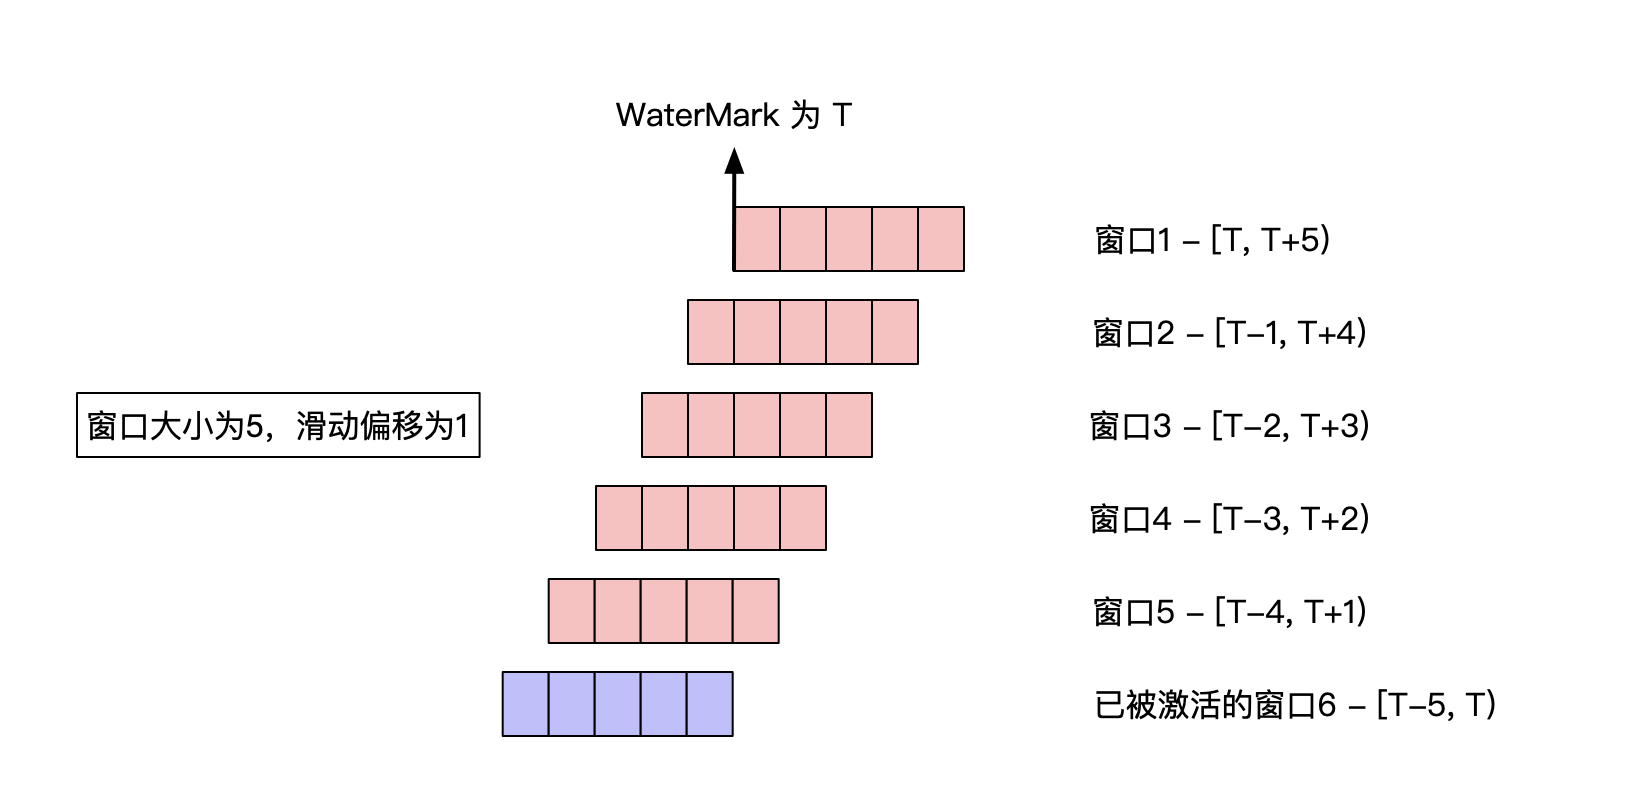 WaterMark 为 T
窗口1 – [T, T+5)
窗口2 – [T–1, T+4)
窗口大小为5，滑动偏移为1
窗口3 – [T–2, T+3)
窗口4 – [T–3, T+2)
窗口5 – [T–4, T+1)
已被激活的窗口6 – [T–5, T)